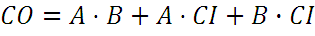 CO = A · B + A · CI + B · CI